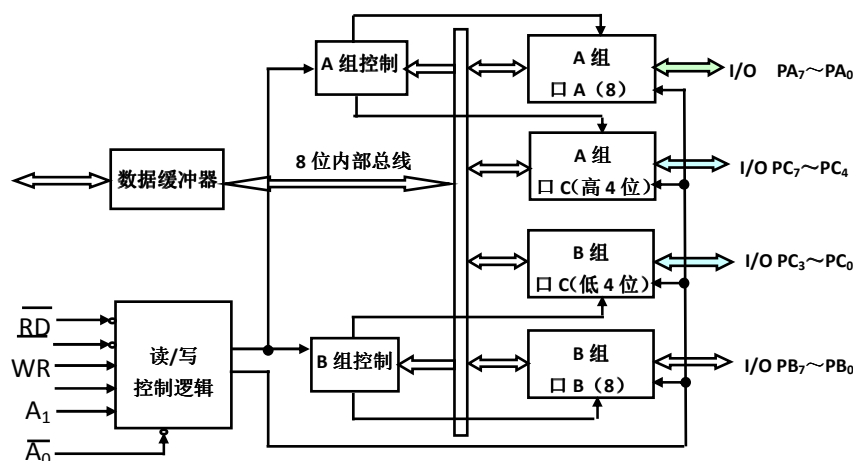 A 组控制
A 组
口 A（8）
I/O PA₇～PA₀
数据缓冲器
8 位内部总线
A 组
口 C（高 4 位）
I/O PC₇～PC₄
B 组
口 C（低 4 位）
I/O PC₃～PC₀
RD
WR
A₁
A₀
读/写
控制逻辑
B 组控制
B 组
口 B（8）
I/O PB₇～PB₀